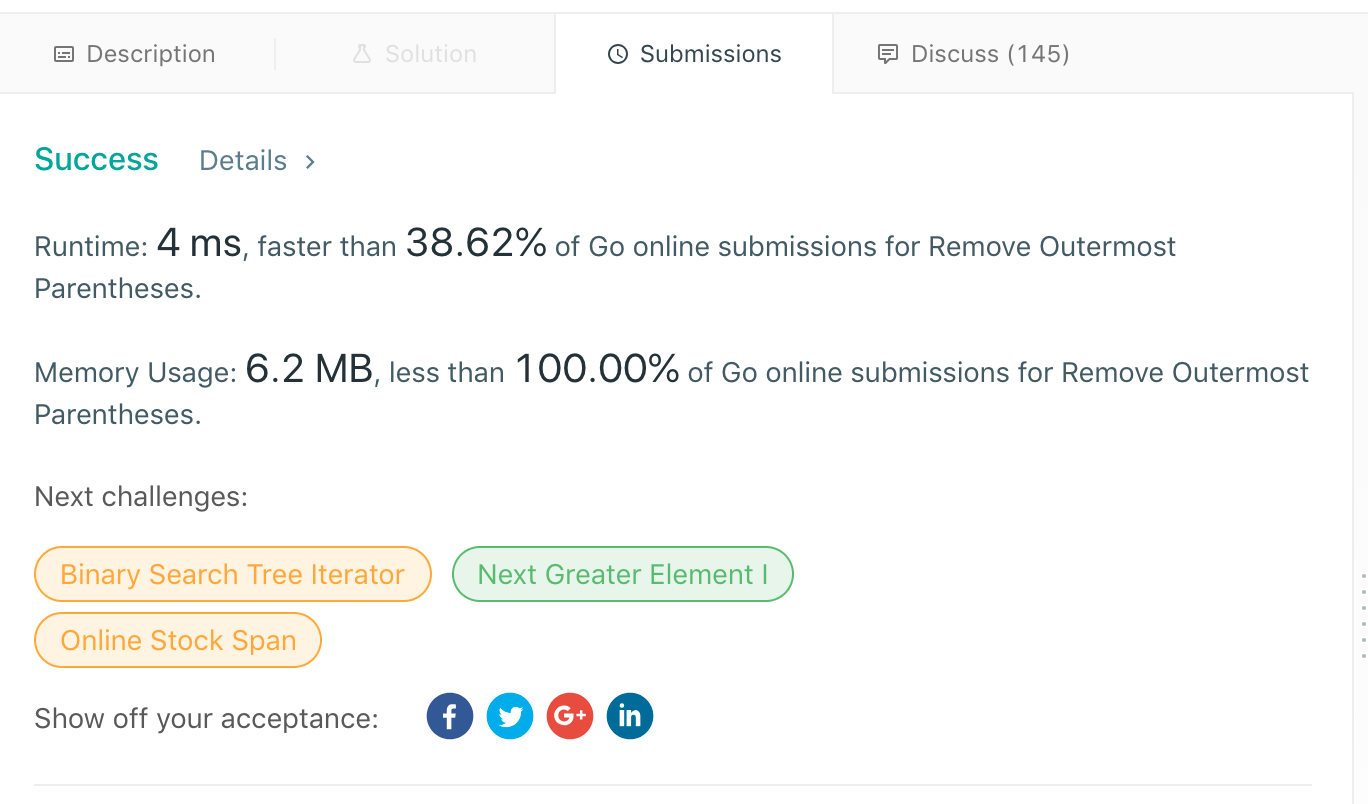 Description
Solution
Submissions
Discuss (145)
Success Details >
Runtime: 4 ms, faster than 38.62% of Go online submissions for Remove Outermost
Parentheses.
Memory Usage: 6.2 MB, less than 100.00% of Go online submissions for Remove Outermost
Parentheses.
Next challenges:
Binary Search Tree Iterator
Next Greater Element I
Online Stock Span
Show off your acceptance:
f
G+
in